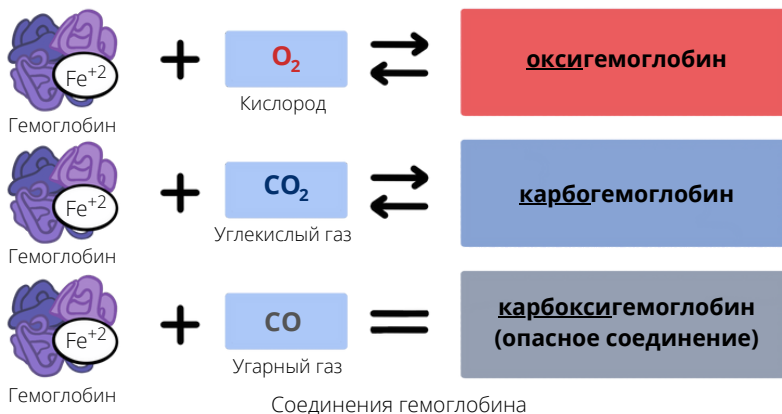 Fe+2
O2
оксигемоглобин
Кислород
Гемоглобин
Fe+2
CO2
карбогемоглобин
Углекислый газ
Гемоглобин
Fe+2
CO
карбоксигемоглобин
(опасное соединение)
Угарный газ
Гемоглобин
Соединения гемоглобина